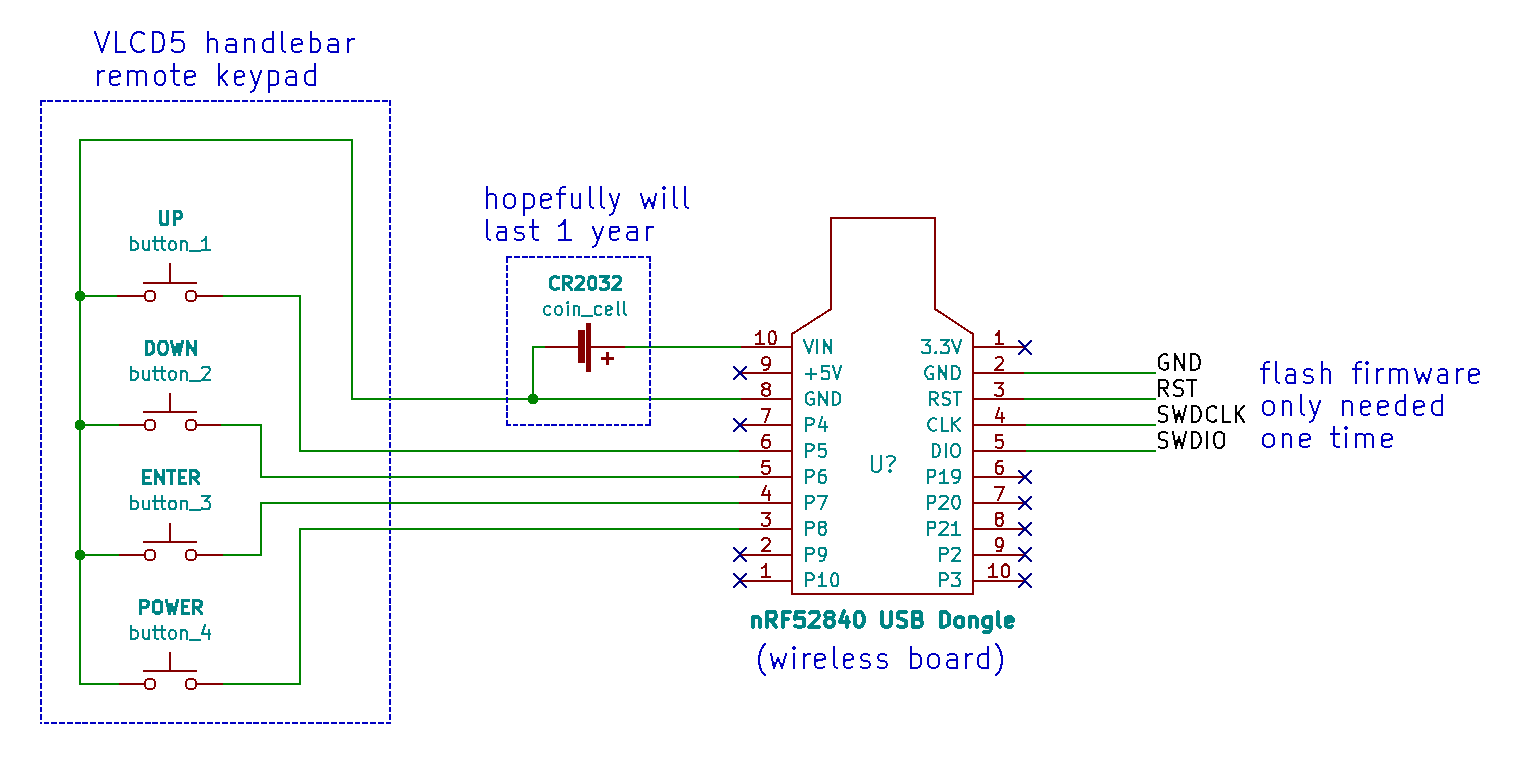 VLCD5 handlebar
remote keypad
UP
button_1
DOWN
button_2
ENTER
button_3
POWER
button_4
hopefully will
last 1 year
CR2032
coin_cell
+
10 VIN
9 +5V
8 GND
7 P4
6 P5
5 P6
4 P7
3 P8
2 P9
1 P10
U?
3.3V 1
GND 2
RST 3
CLK 4
DIO 5
P19 6
P20 7
P21 8
P2 9
P3 10
nRF52840 USB Dongle
(wireless board)
GND
RST
SWDCLK
SWDIO
flash firmware
only needed
one time